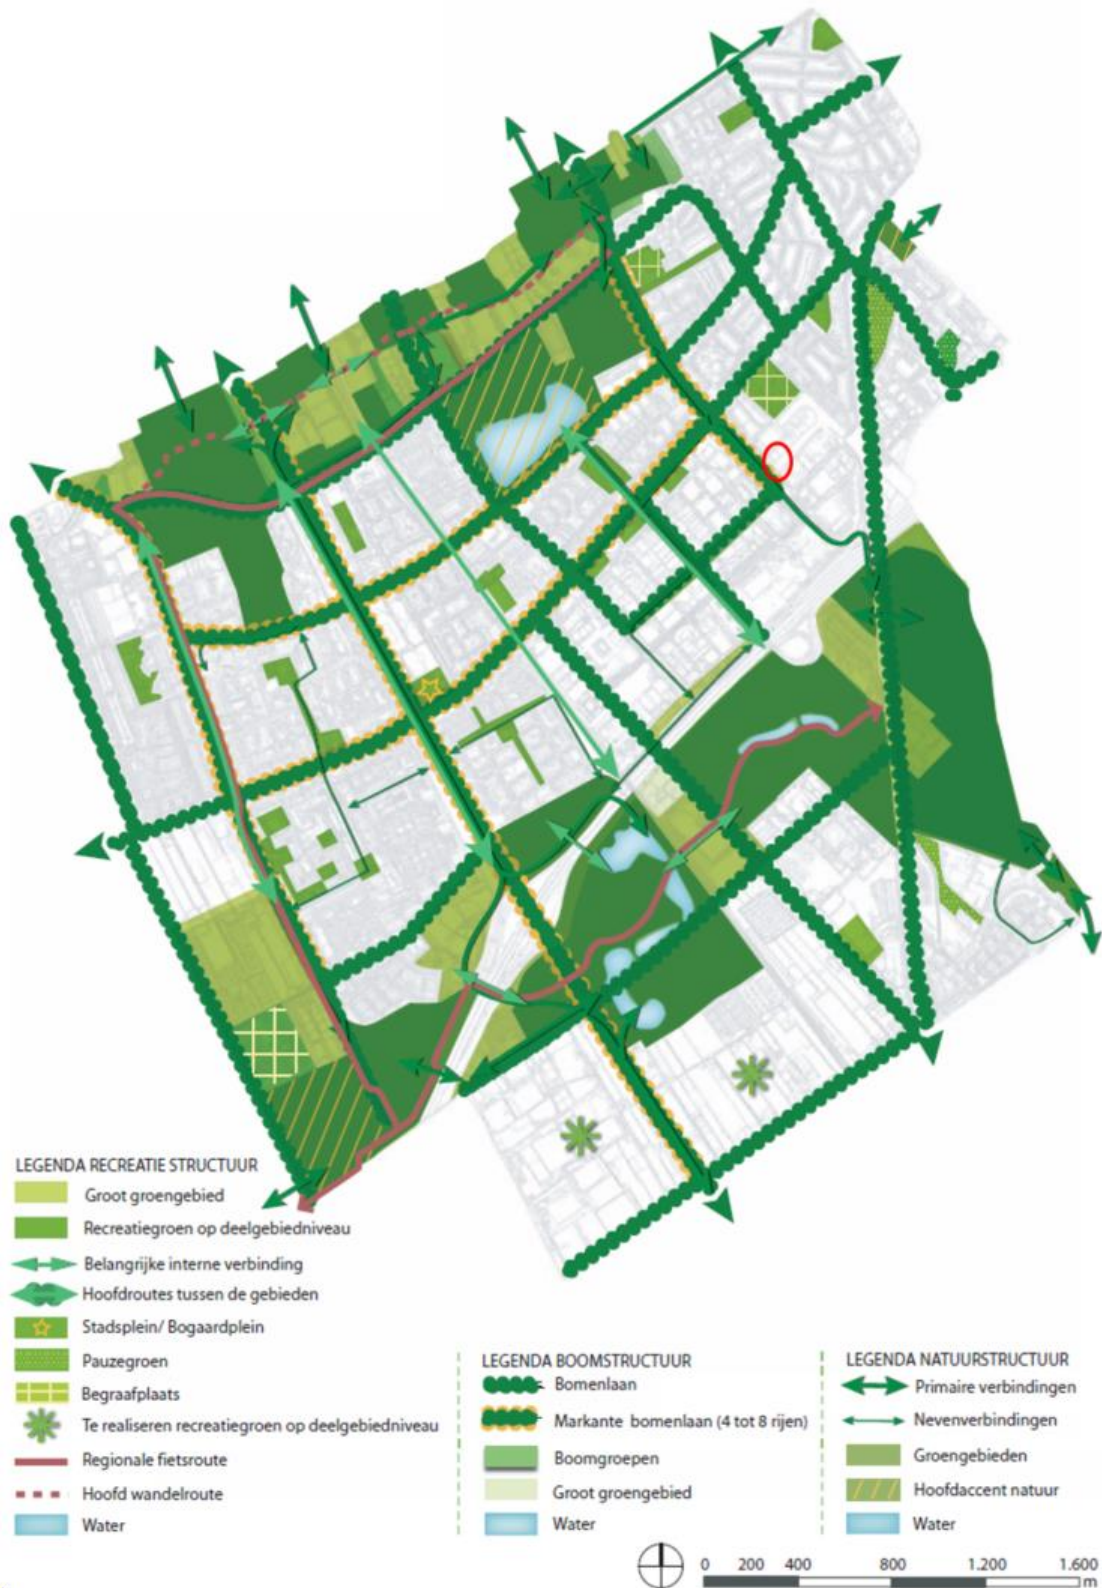 LEGENDA RECREATIE STRUCTUUR
Groot groengebied
Recreatiegroen op deelgebiedniveau
Belangrijke interne verbinding
Hoofdroutes tussen de gebieden
Stadsplein/ Bogaardplein
Pauzegroen
Begraafplaats
Te realiseren recreatiegroen op deelgebiedniveau
Regionale fietsroute
Hoofd wandelroute
Water
LEGENDA BOOMSTRUCTUUR
Bomenlaan
Markante bomenlaan (4 tot 8 rijen)
Boomgroepen
Groot groengebied
Water
LEGENDA NATUURSTRUCTUUR
Primaire verbindingen
Nevenverbindingen
Groengebieden
Hoofdaccent natuur
Water
0 200 400 800 1.200 1.600
m